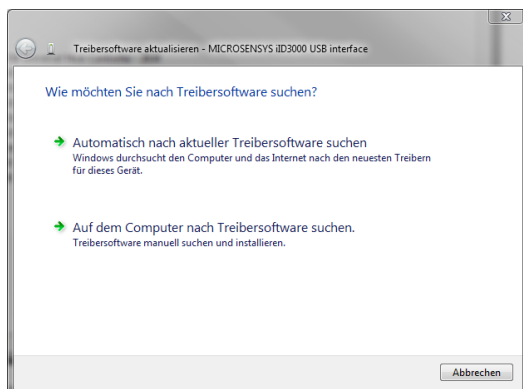 Treibersoftware aktualisieren - MICROSENSYS iID3000 USB interface
Wie möchten Sie nach Treibersoftware suchen?
Automatisch nach aktueller Treibersoftware suchen
Windows durchsucht den Computer und das Internet nach den neuesten Treibern
für dieses Gerät.
Auf dem Computer nach Treibersoftware suchen.
Treibersoftware manuell suchen und installieren.
Abbrechen